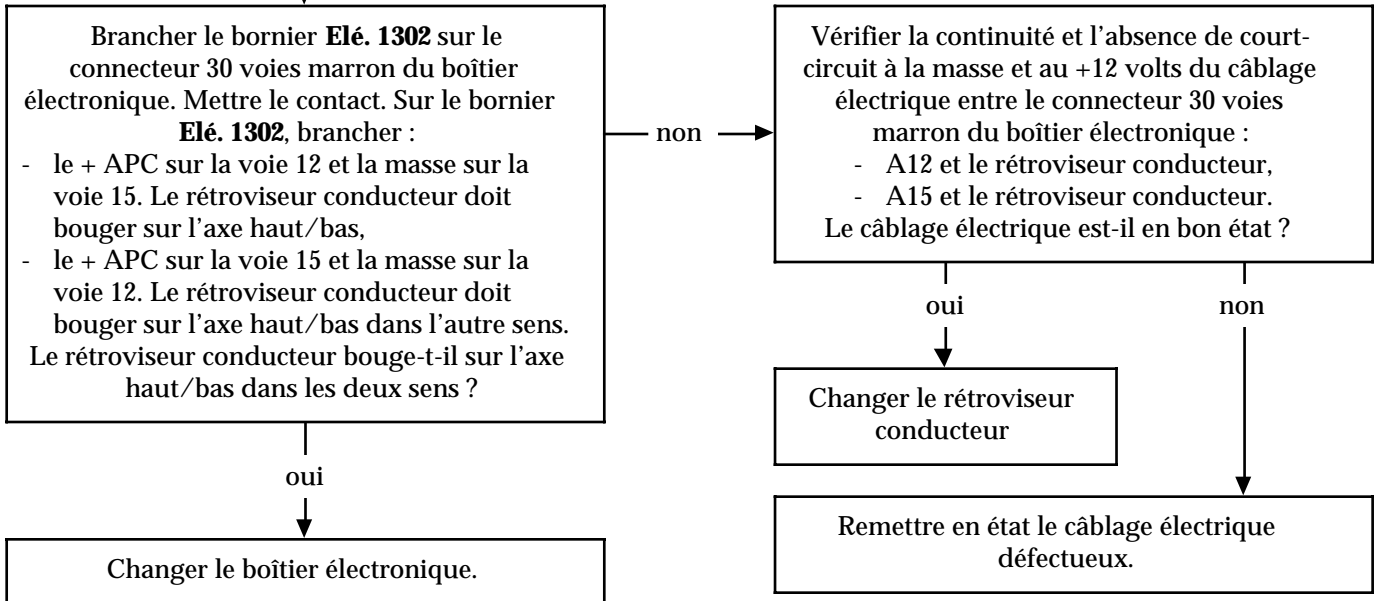 Brancher le bornier Elé. 1302 sur le
connecteur 30 voies marron du boîtier
électronique. Mettre le contact. Sur le bornier
Elé. 1302, brancher :
- le + APC sur la voie 12 et la masse sur la
voie 15. Le rétroviseur conducteur doit
bouger sur l'axe haut/bas,
- le + APC sur la voie 15 et la masse sur la
voie 12. Le rétroviseur conducteur doit
bouger sur l'axe haut/bas dans l'autre sens.
Le rétroviseur conducteur bouge-t-il sur l'axe
haut/bas dans les deux sens ?
non
Vérifier la continuité et l'absence de court-
circuit à la masse et au +12 volts du câblage
électrique entre le connecteur 30 voies
marron du boîtier électronique :
- A12 et le rétroviseur conducteur,
- A15 et le rétroviseur conducteur.
Le câblage électrique est-il en bon état ?
oui
non
Changer le rétroviseur
conducteur
oui
Remettre en état le câblage électrique
défectueux.
Changer le boîtier électronique.